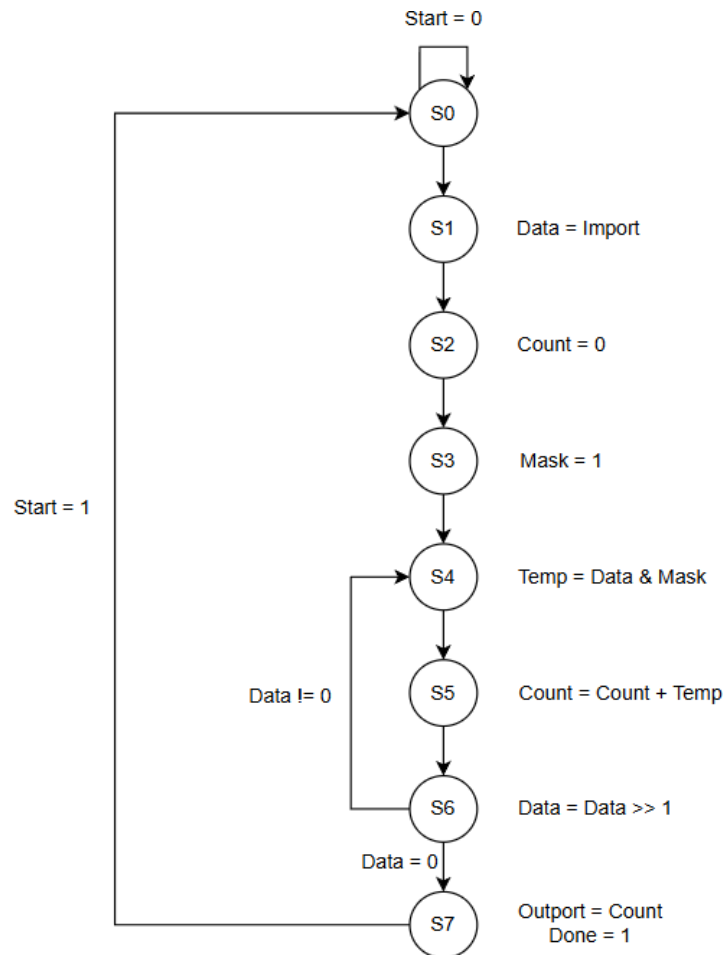 Start = 0
S0
S1
Data = Import
S2
Count = 0
S3
Mask = 1
Start = 1
S4
Temp = Data & Mask
Data != 0
S5
Count = Count + Temp
S6
Data = Data >> 1
Data = 0
S7
Outport = Count
Done = 1